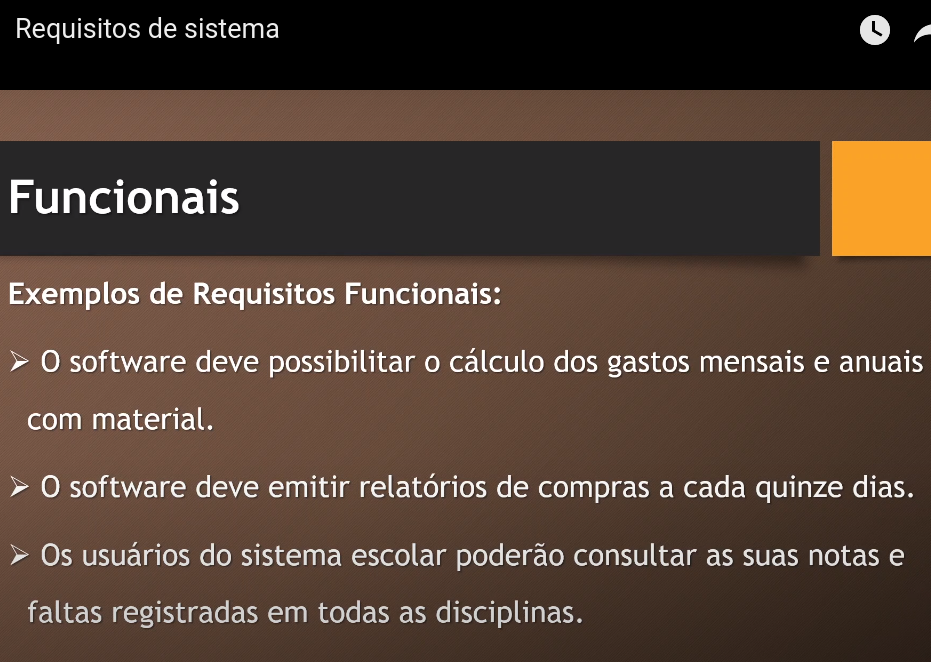 Requisitos de sistema
Funcionais
Exemplos de Requisitos Funcionais:
➢ O software deve possibilitar o cálculo dos gastos mensais e anuais
com material.
➢ O software deve emitir relatórios de compras a cada quinze dias.
➢ Os usuários do sistema escolar poderão consultar as suas notas e
faltas registradas em todas as disciplinas.